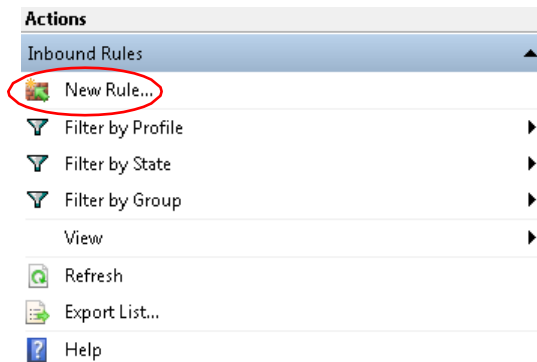 Actions
Inbound Rules
New Rule...
Filter by Profile
Filter by State
Filter by Group
View
Refresh
Export List...
Help